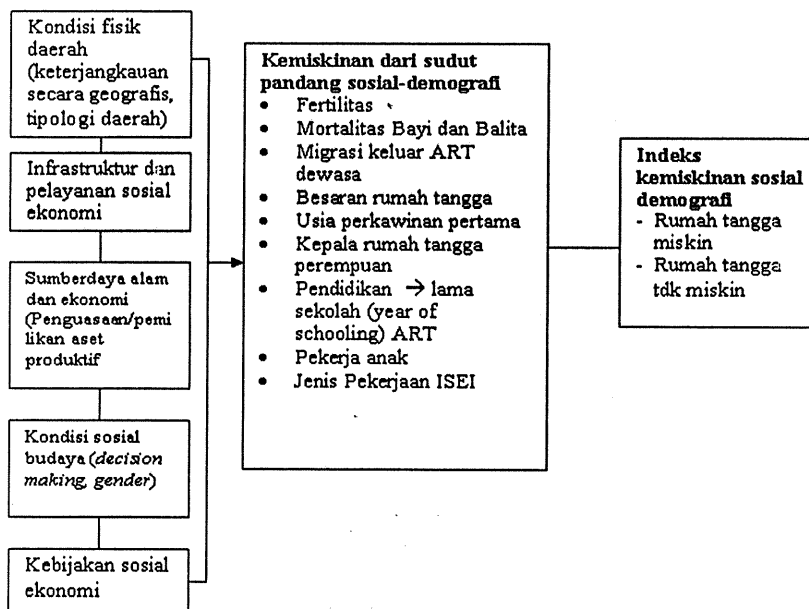 Kondisi fisik
daerah
(keterjangkauan
secara geografis,
tipologi daerah)
Infrastruktur dan
pelayanan sosial
ekonomi
Sumberdaya alam
dan ekonomi
(Penguasaan/pemi
likan aset
produktif
Kondisi sosial
budaya (decision
making, gender)
Kebijakan sosial
ekonomi
Kemiskinan dari sudut
pandang sosial-demografi
• Fertilitas
• Mortalitas Bayi dan Balita
• Migrasi keluar ART
dewasa
• Besaran rumah tangga
• Usia perkawinan pertama
• Kepala rumah tangga
perempuan
• Pendidikan → lama
sekolah (year of
schooling) ART
• Pekerja anak
• Jenis Pekerjaan ISEI
Indeks
kemiskinan sosial
demografi
- Rumah tangga
miskin
- Rumah tangga
tdk miskin